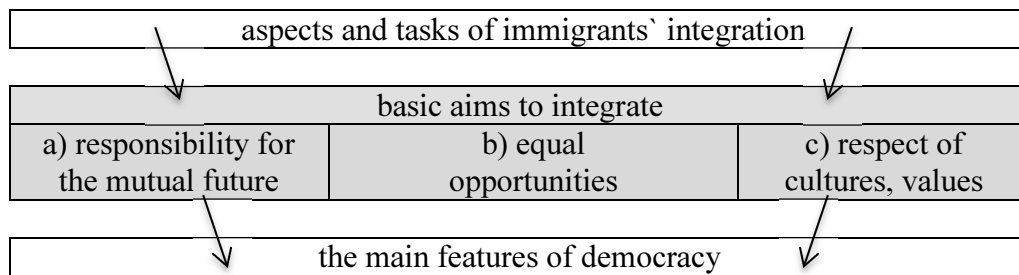 aspects and tasks of immigrants` integration
basic aims to integrate
a) responsibility for
the mutual future
b) equal
opportunities
c) respect of
cultures, values
the main features of democracy